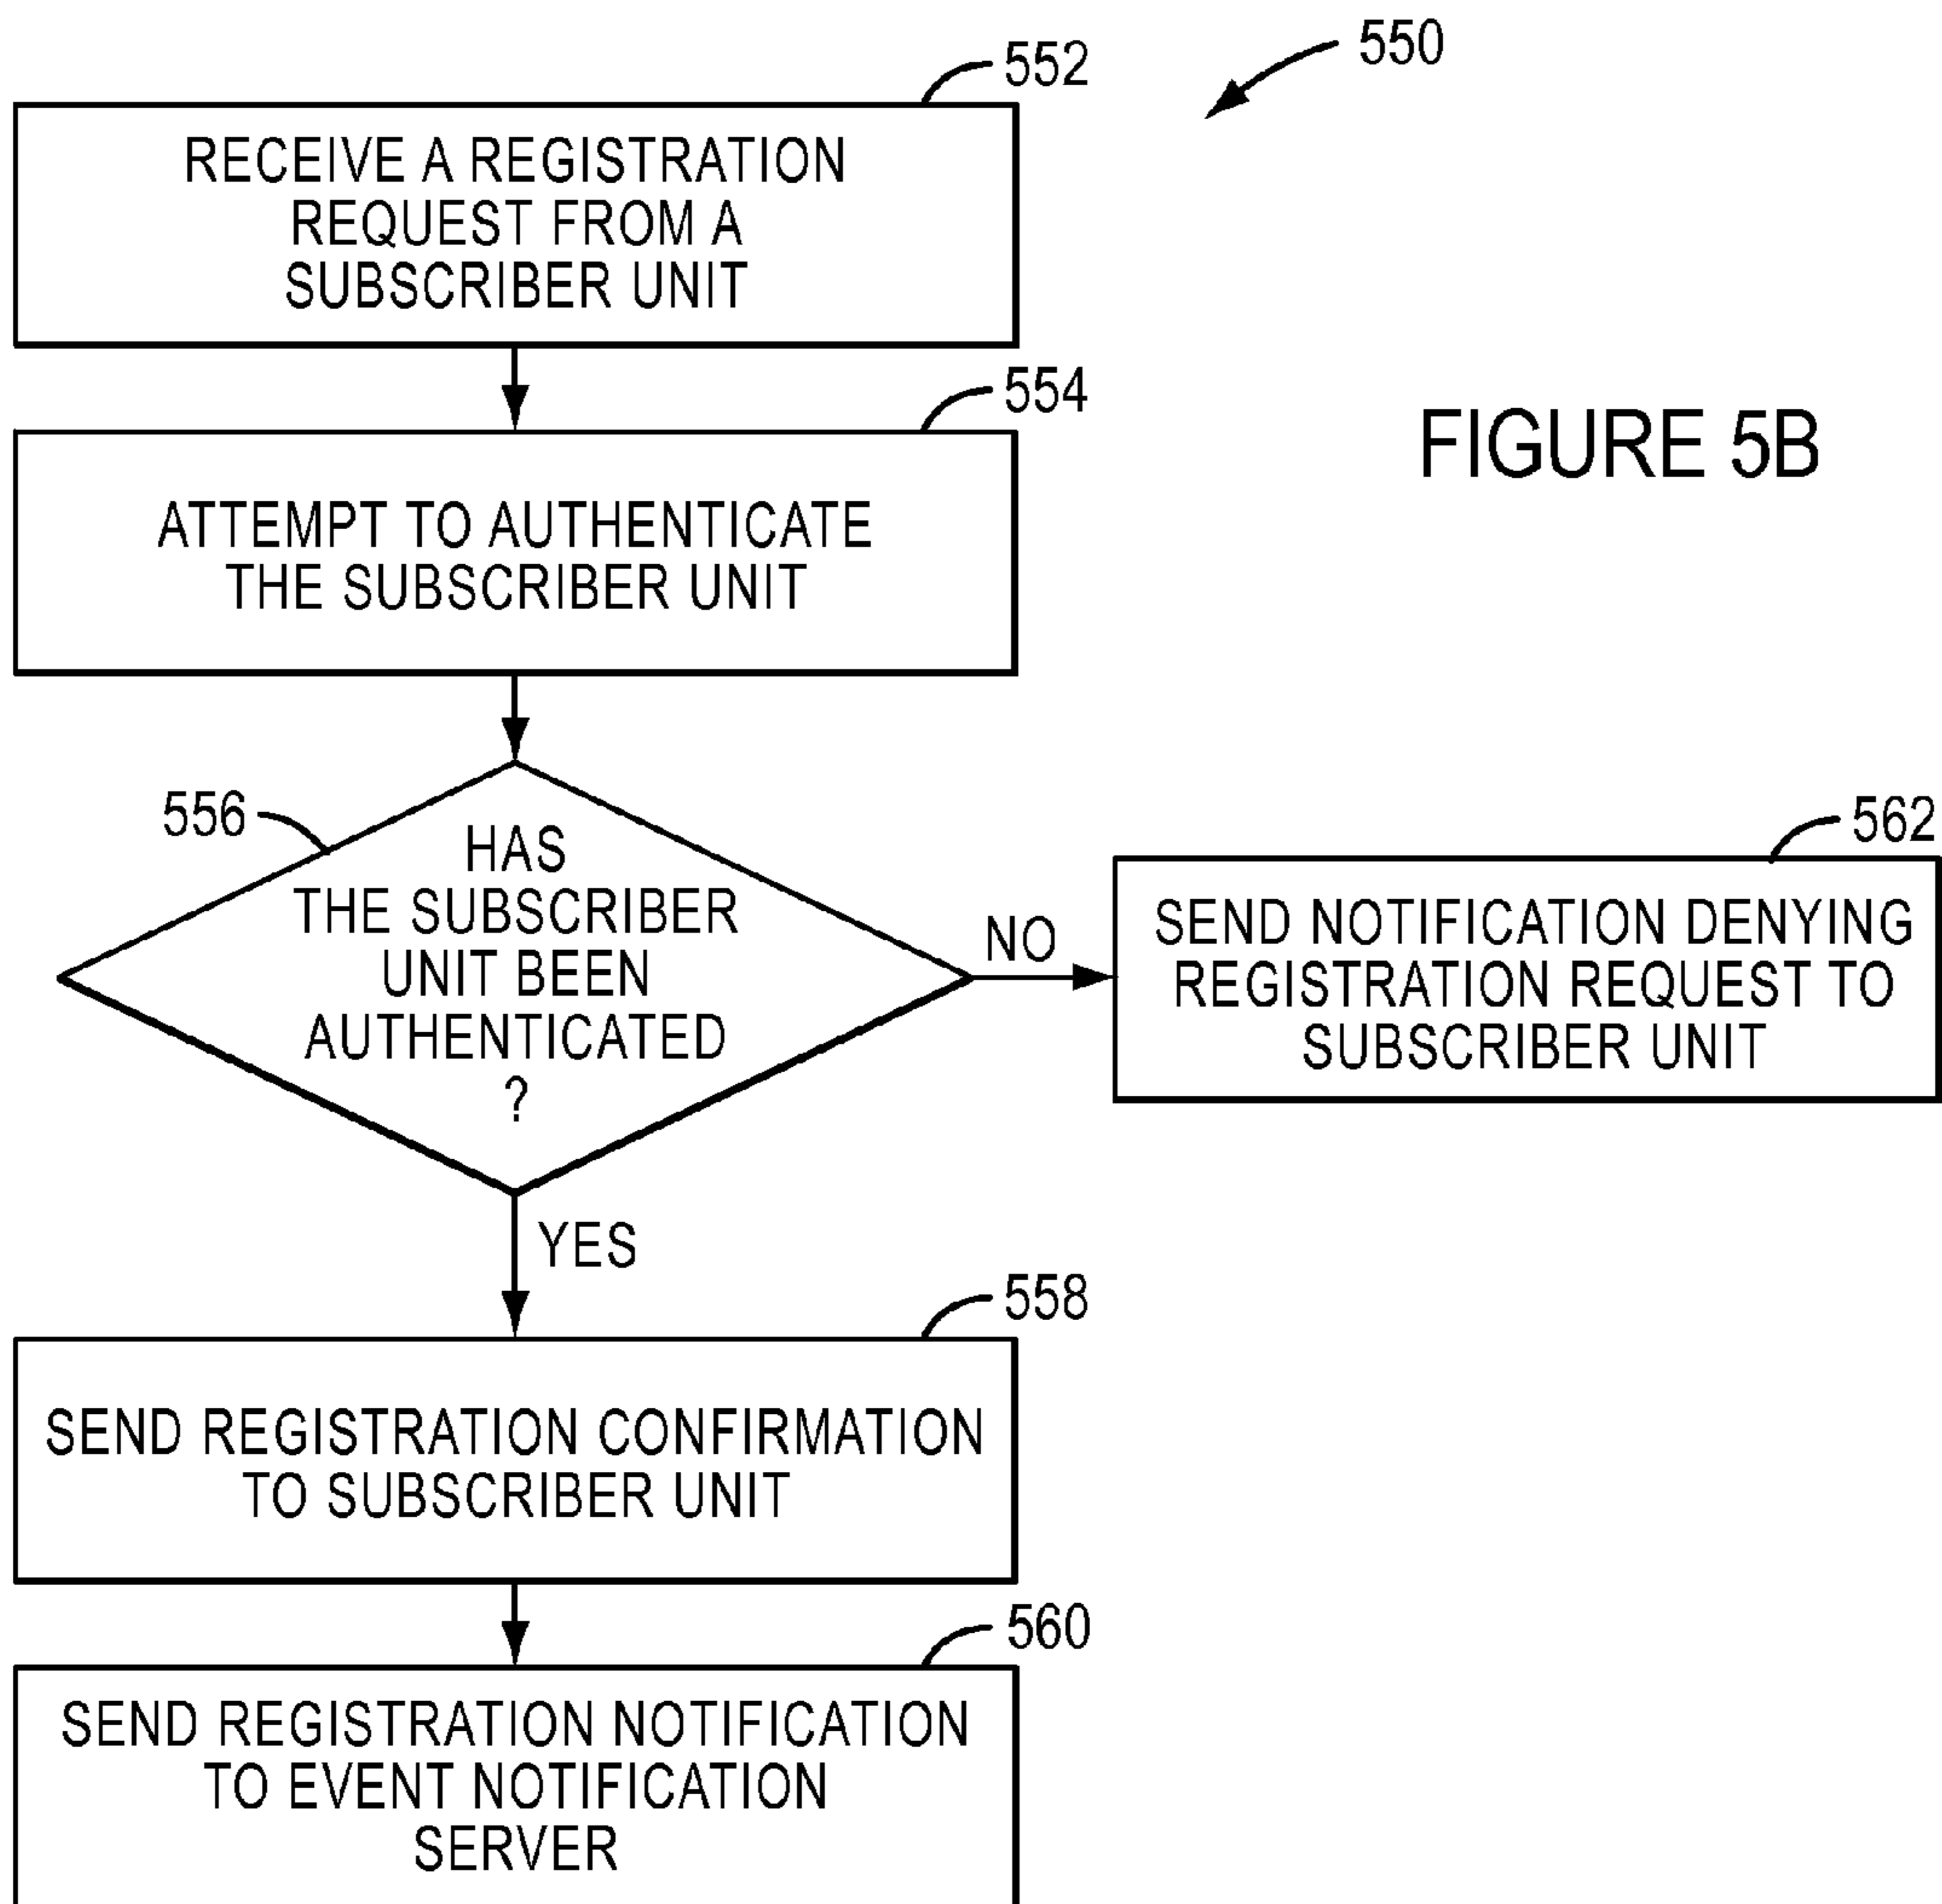 550
552
RECEIVE A REGISTRATION
REQUEST FROM A
SUBSCRIBER UNIT
554
ATTEMPT TO AUTHENTICATE
THE SUBSCRIBER UNIT
FIGURE 5B
556
HAS
THE SUBSCRIBER
UNIT BEEN
AUTHENTICATED
?
NO
562
SEND NOTIFICATION DENYING
REGISTRATION REQUEST TO
SUBSCRIBER UNIT
YES
558
SEND REGISTRATION CONFIRMATION
TO SUBSCRIBER UNIT
560
SEND REGISTRATION NOTIFICATION
TO EVENT NOTIFICATION
SERVER